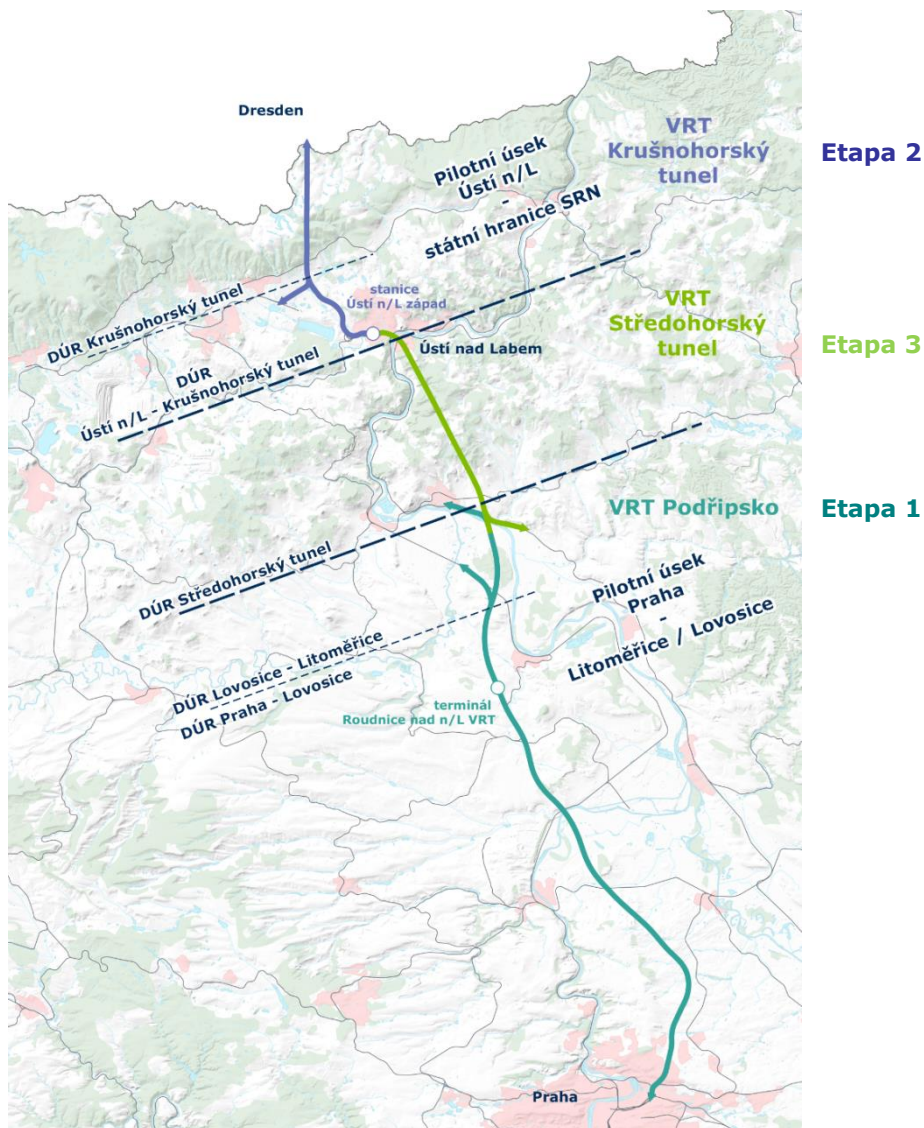 Dresden
VRT
Krušnohorský
tunel
Etapa 2
Pilotní úsek
Ústí n/L
-
státní hranice SRN
stanice
Ústí n/L západ
DÚR Krušnohorský tunel
VRT
Středohorský
tunel
Etapa 3
Ústí nad Labem
DÚR
Ústí n/L - Krušnohorský tunel
VRT Podřipsko
Etapa 1
DÚR Středohorský tunel
Pilotní úsek
Praha
-
Litoměřice / Lovosice
DÚR Lovosice - Litoměřice
DÚR Praha - Lovosice
terminál
Roudnice nad n/L VRT
Praha